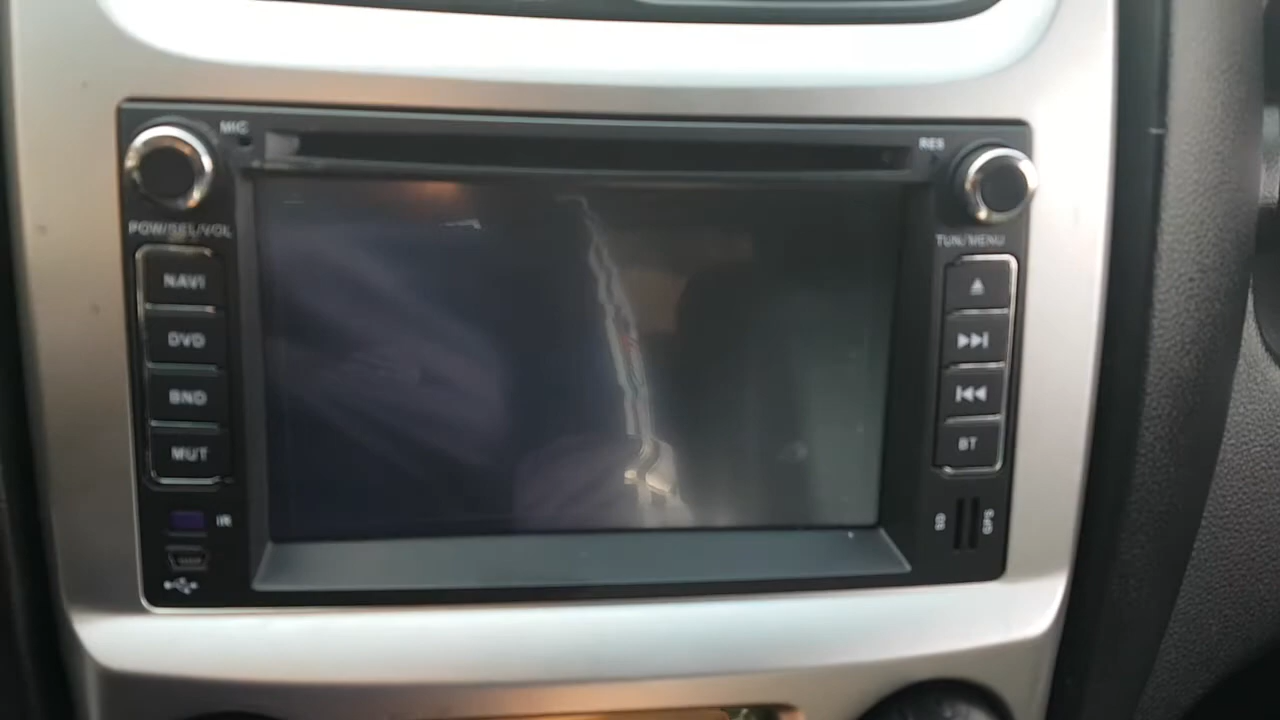 MIC
RES
POW/SEL/VOL
TUN/MENU
NAVI
DVD
BND
MUT
BT
IR
SD
GPS